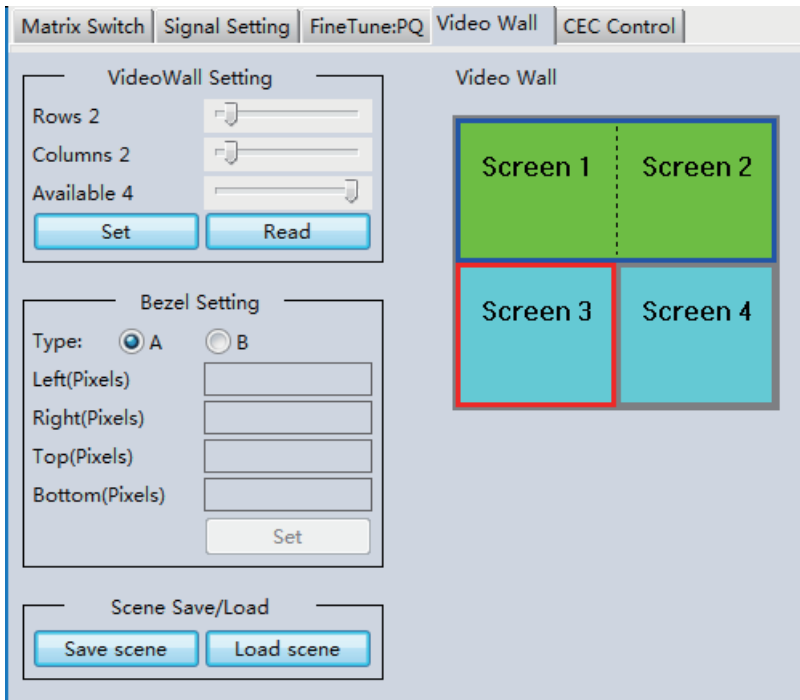 Matrix Switch Signal Setting FineTune:PQ Video Wall CEC Control
VideoWall Setting
Rows 2
Columns 2
Available 4
Set Read
Bezel Setting
Type: A B
Left(Pixels)
Right(Pixels)
Top(Pixels)
Bottom(Pixels)
Set
Scene Save/Load
Save scene Load scene
Video Wall
Screen 1 Screen 2
Screen 3 Screen 4